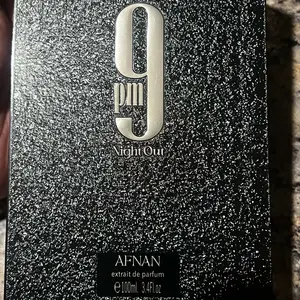 9
pm
Night Out
AFNAN
extrait de parfum
℮100ml 3.4Fl.oz